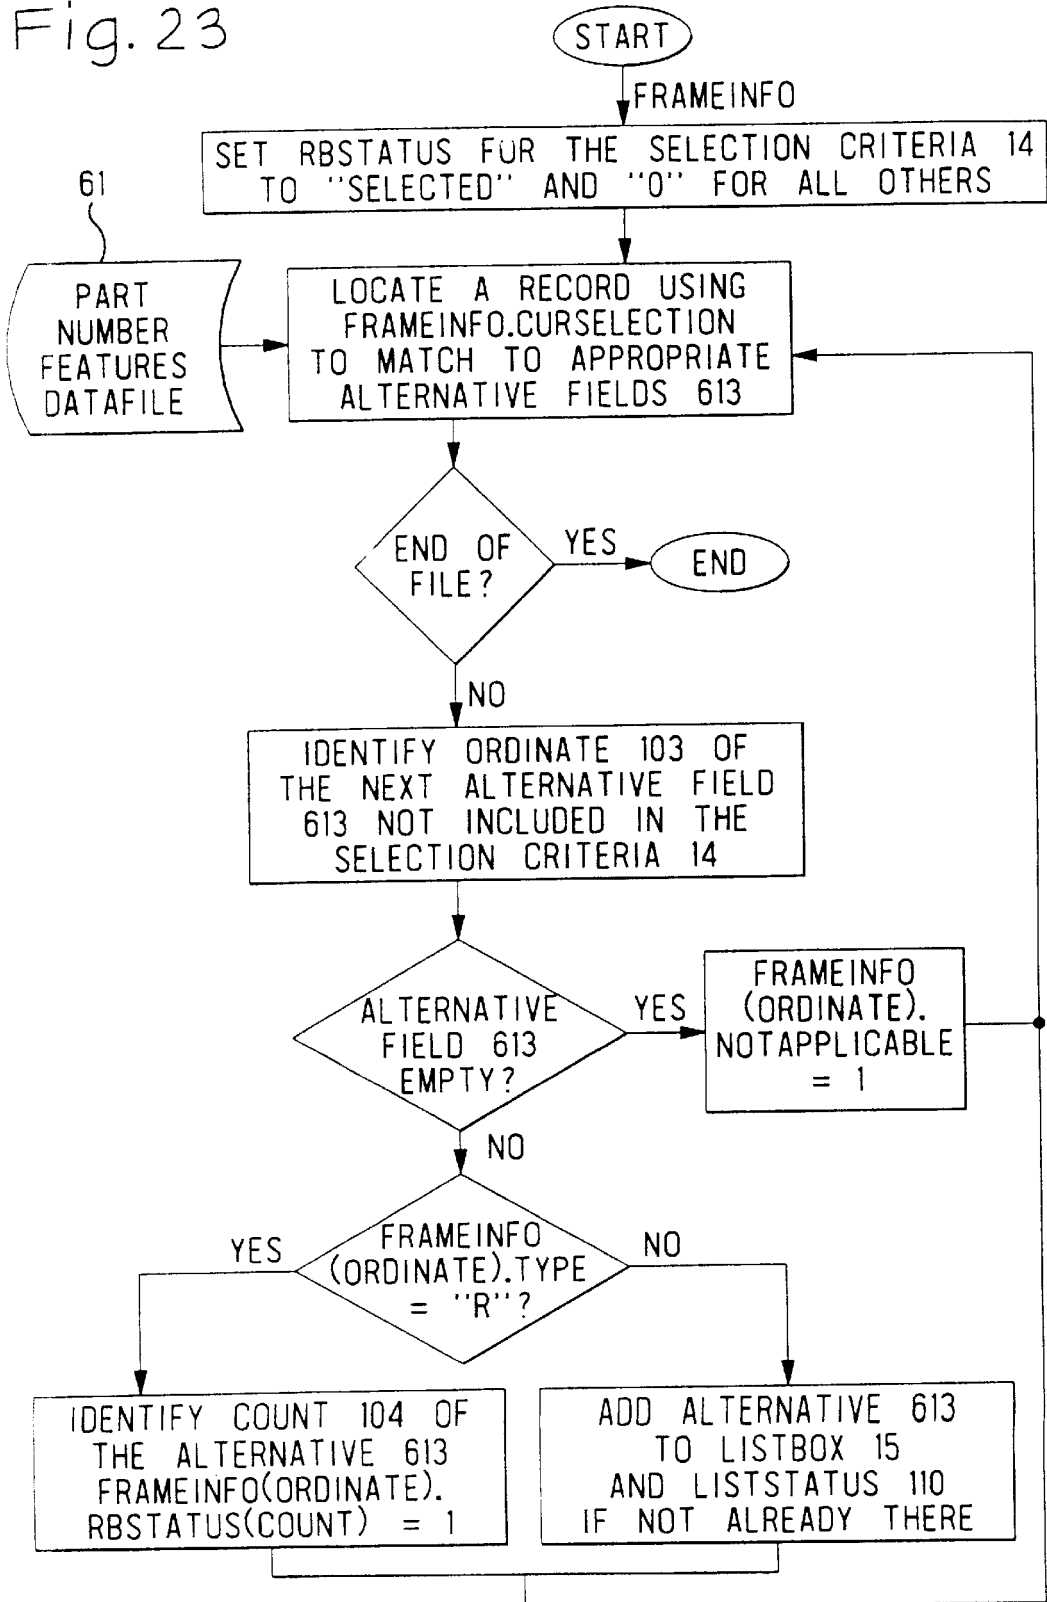 Fig. 23
START
FRAMEINFO
SET RBSTATUS FOR THE SELECTION CRITERIA 14
TO "SELECTED" AND "0" FOR ALL OTHERS
61
PART
NUMBER
FEATURES
DATAFILE
LOCATE A RECORD USING
FRAMEINFO.CURSELECTION
TO MATCH TO APPROPRIATE
ALTERNATIVE FIELDS 613
END OF
FILE?
YES
END
NO
IDENTIFY ORDINATE 103 OF
THE NEXT ALTERNATIVE FIELD
613 NOT INCLUDED IN THE
SELECTION CRITERIA 14
ALTERNATIVE
FIELD 613
EMPTY?
YES
FRAMEINFO
(ORDINATE).
NOTAPPLICABLE
= 1
NO
FRAMEINFO
(ORDINATE).TYPE
= "R"?
YES
NO
IDENTIFY COUNT 104 OF
THE ALTERNATIVE 613
FRAMEINFO(ORDINATE).
RBSTATUS(COUNT) = 1
ADD ALTERNATIVE 613
TO LISTBOX 15
AND LISTSTATUS 110
IF NOT ALREADY THERE